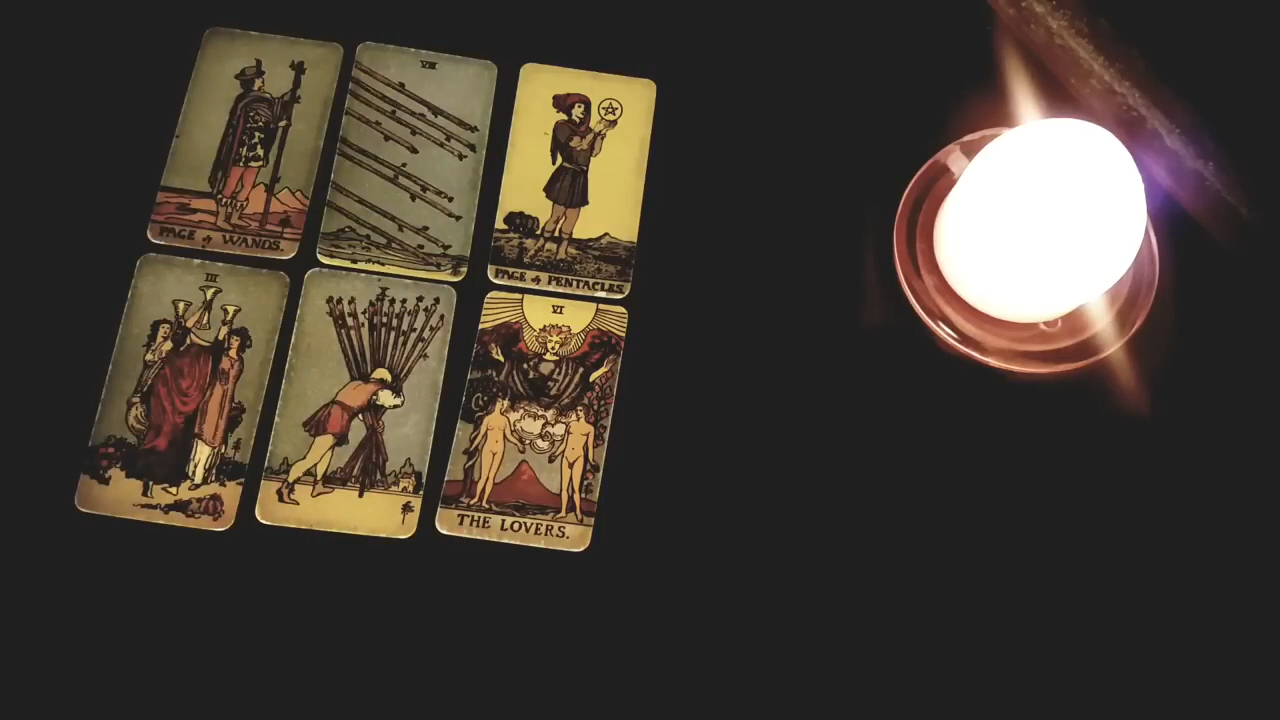 VIII
PAGE of WANDS.
PAGE of PENTACLES.
III
X
VI
THE LOVERS.